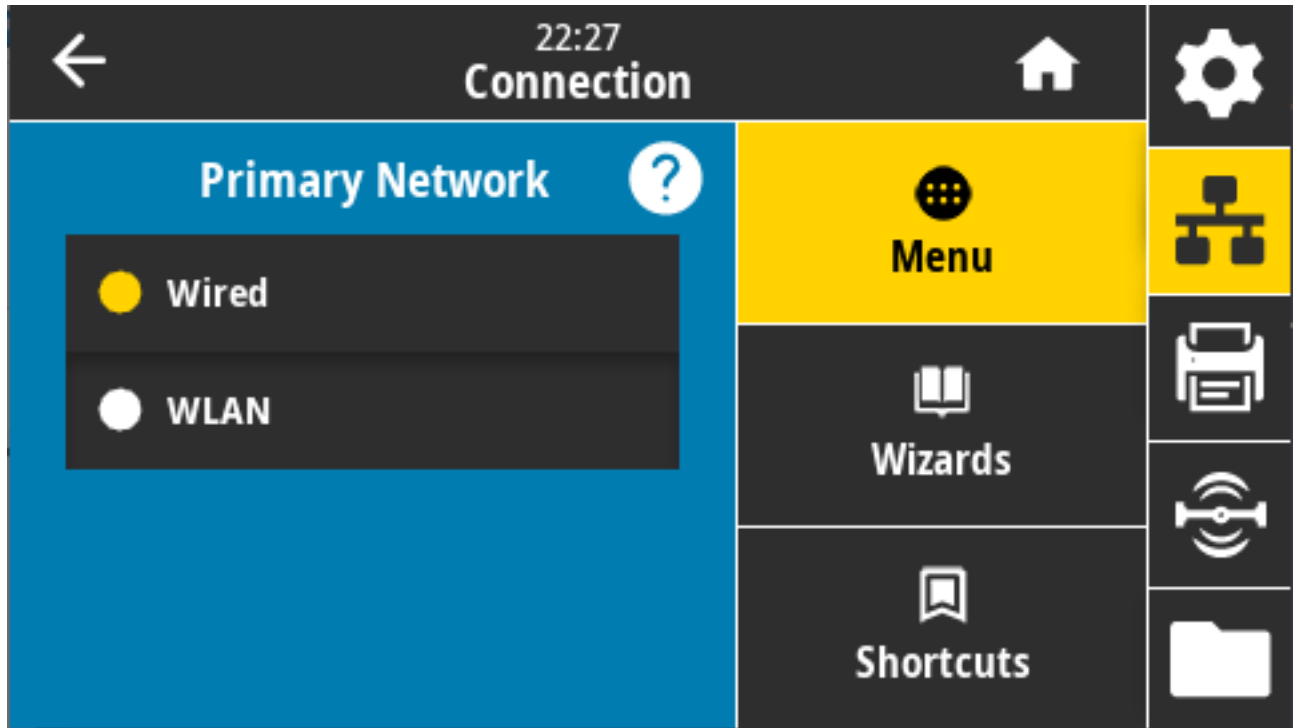 22:27
Connection
Primary Network
?
Wired
WLAN
Menu
Wizards
Shortcuts